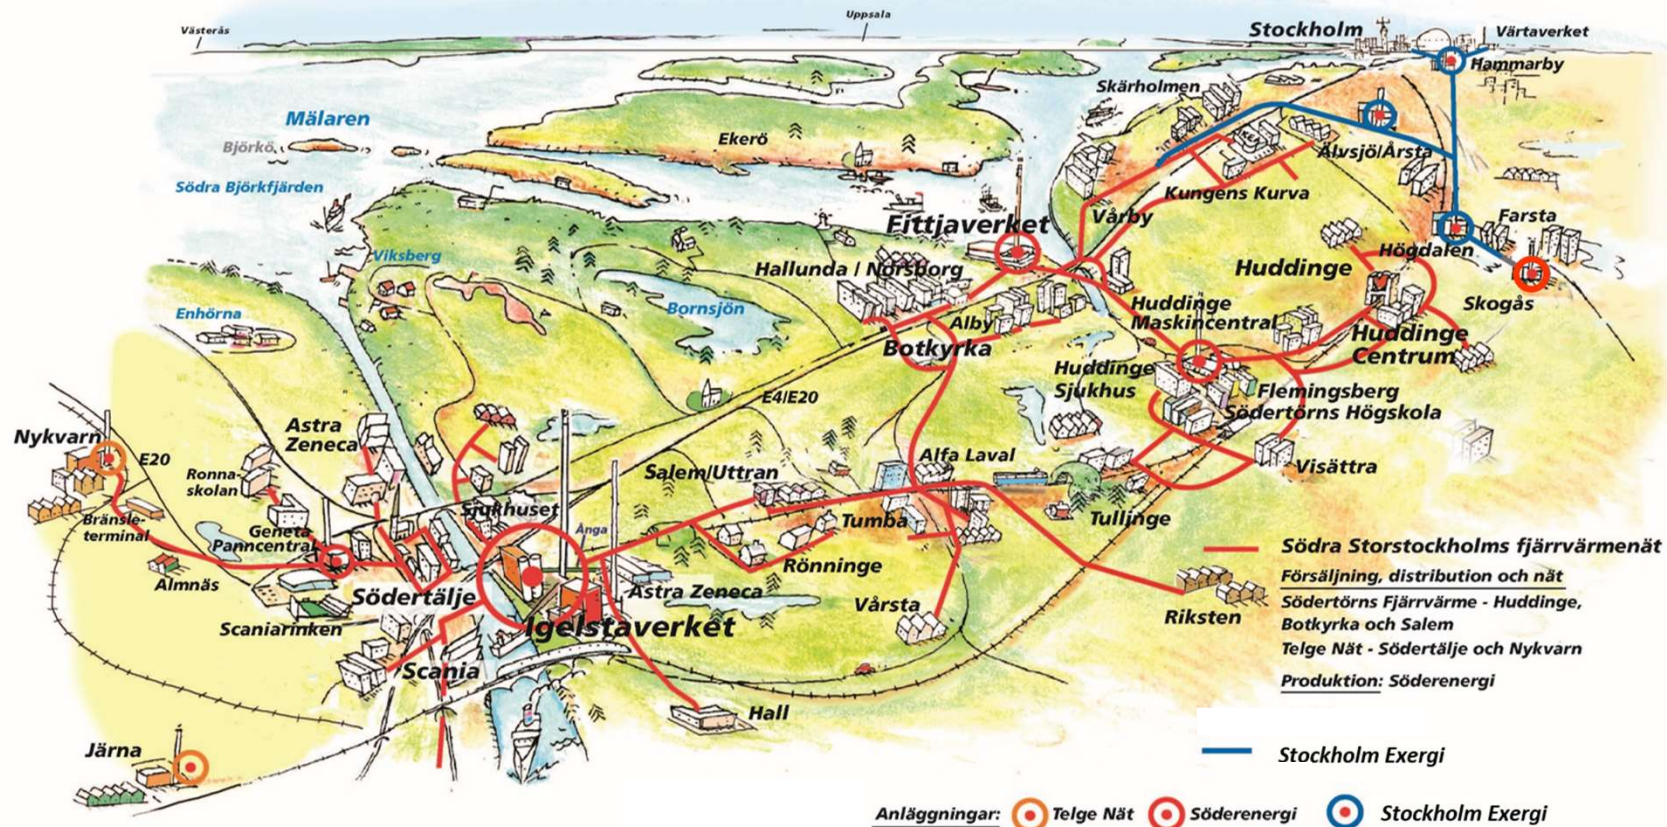 Västerås
Uppsala
Stockholm
Värtaverket
Hammarby
Skärholmen
Mälaren
Björkö
Ekerö
IKEA
Älvsjö/Årsta
Södra Björkfjärden
Kungens Kurva
Vårby
Farsta
Fittjaverket
Högdalen
Viksberg
Hallunda / Norsborg
Huddinge
Skogås
Enhörna
Bornsjön
Alby
Huddinge
Maskincentral
Botkyrka
Huddinge
Centrum
Huddinge
Sjukhus
Flemingsberg
E4/E20
Södertörns Högskola
Nykvarn
E20
Astra
Zeneca
Ronna-
skolan
Salem/Uttran
Alfa Laval
Visättra
Sjukhuset
Bränsle-
terminal
Geneta
Panncentral
Ånga
Tumba
Tullinge
Almnäs
Rönninge
Södertälje
Astra Zeneca
Vårsta
Riksten
Scaniarinken
Igelstaverket
Scania
Hall
Järna
Södra Storstockholms fjärrvärmenät
Försäljning, distribution och nät
Södertörns Fjärrvärme - Huddinge,
Botkyrka och Salem
Telge Nät - Södertälje och Nykvarn
Produktion: Söderenergi
Stockholm Exergi
Anläggningar: Telge Nät Söderenergi Stockholm Exergi